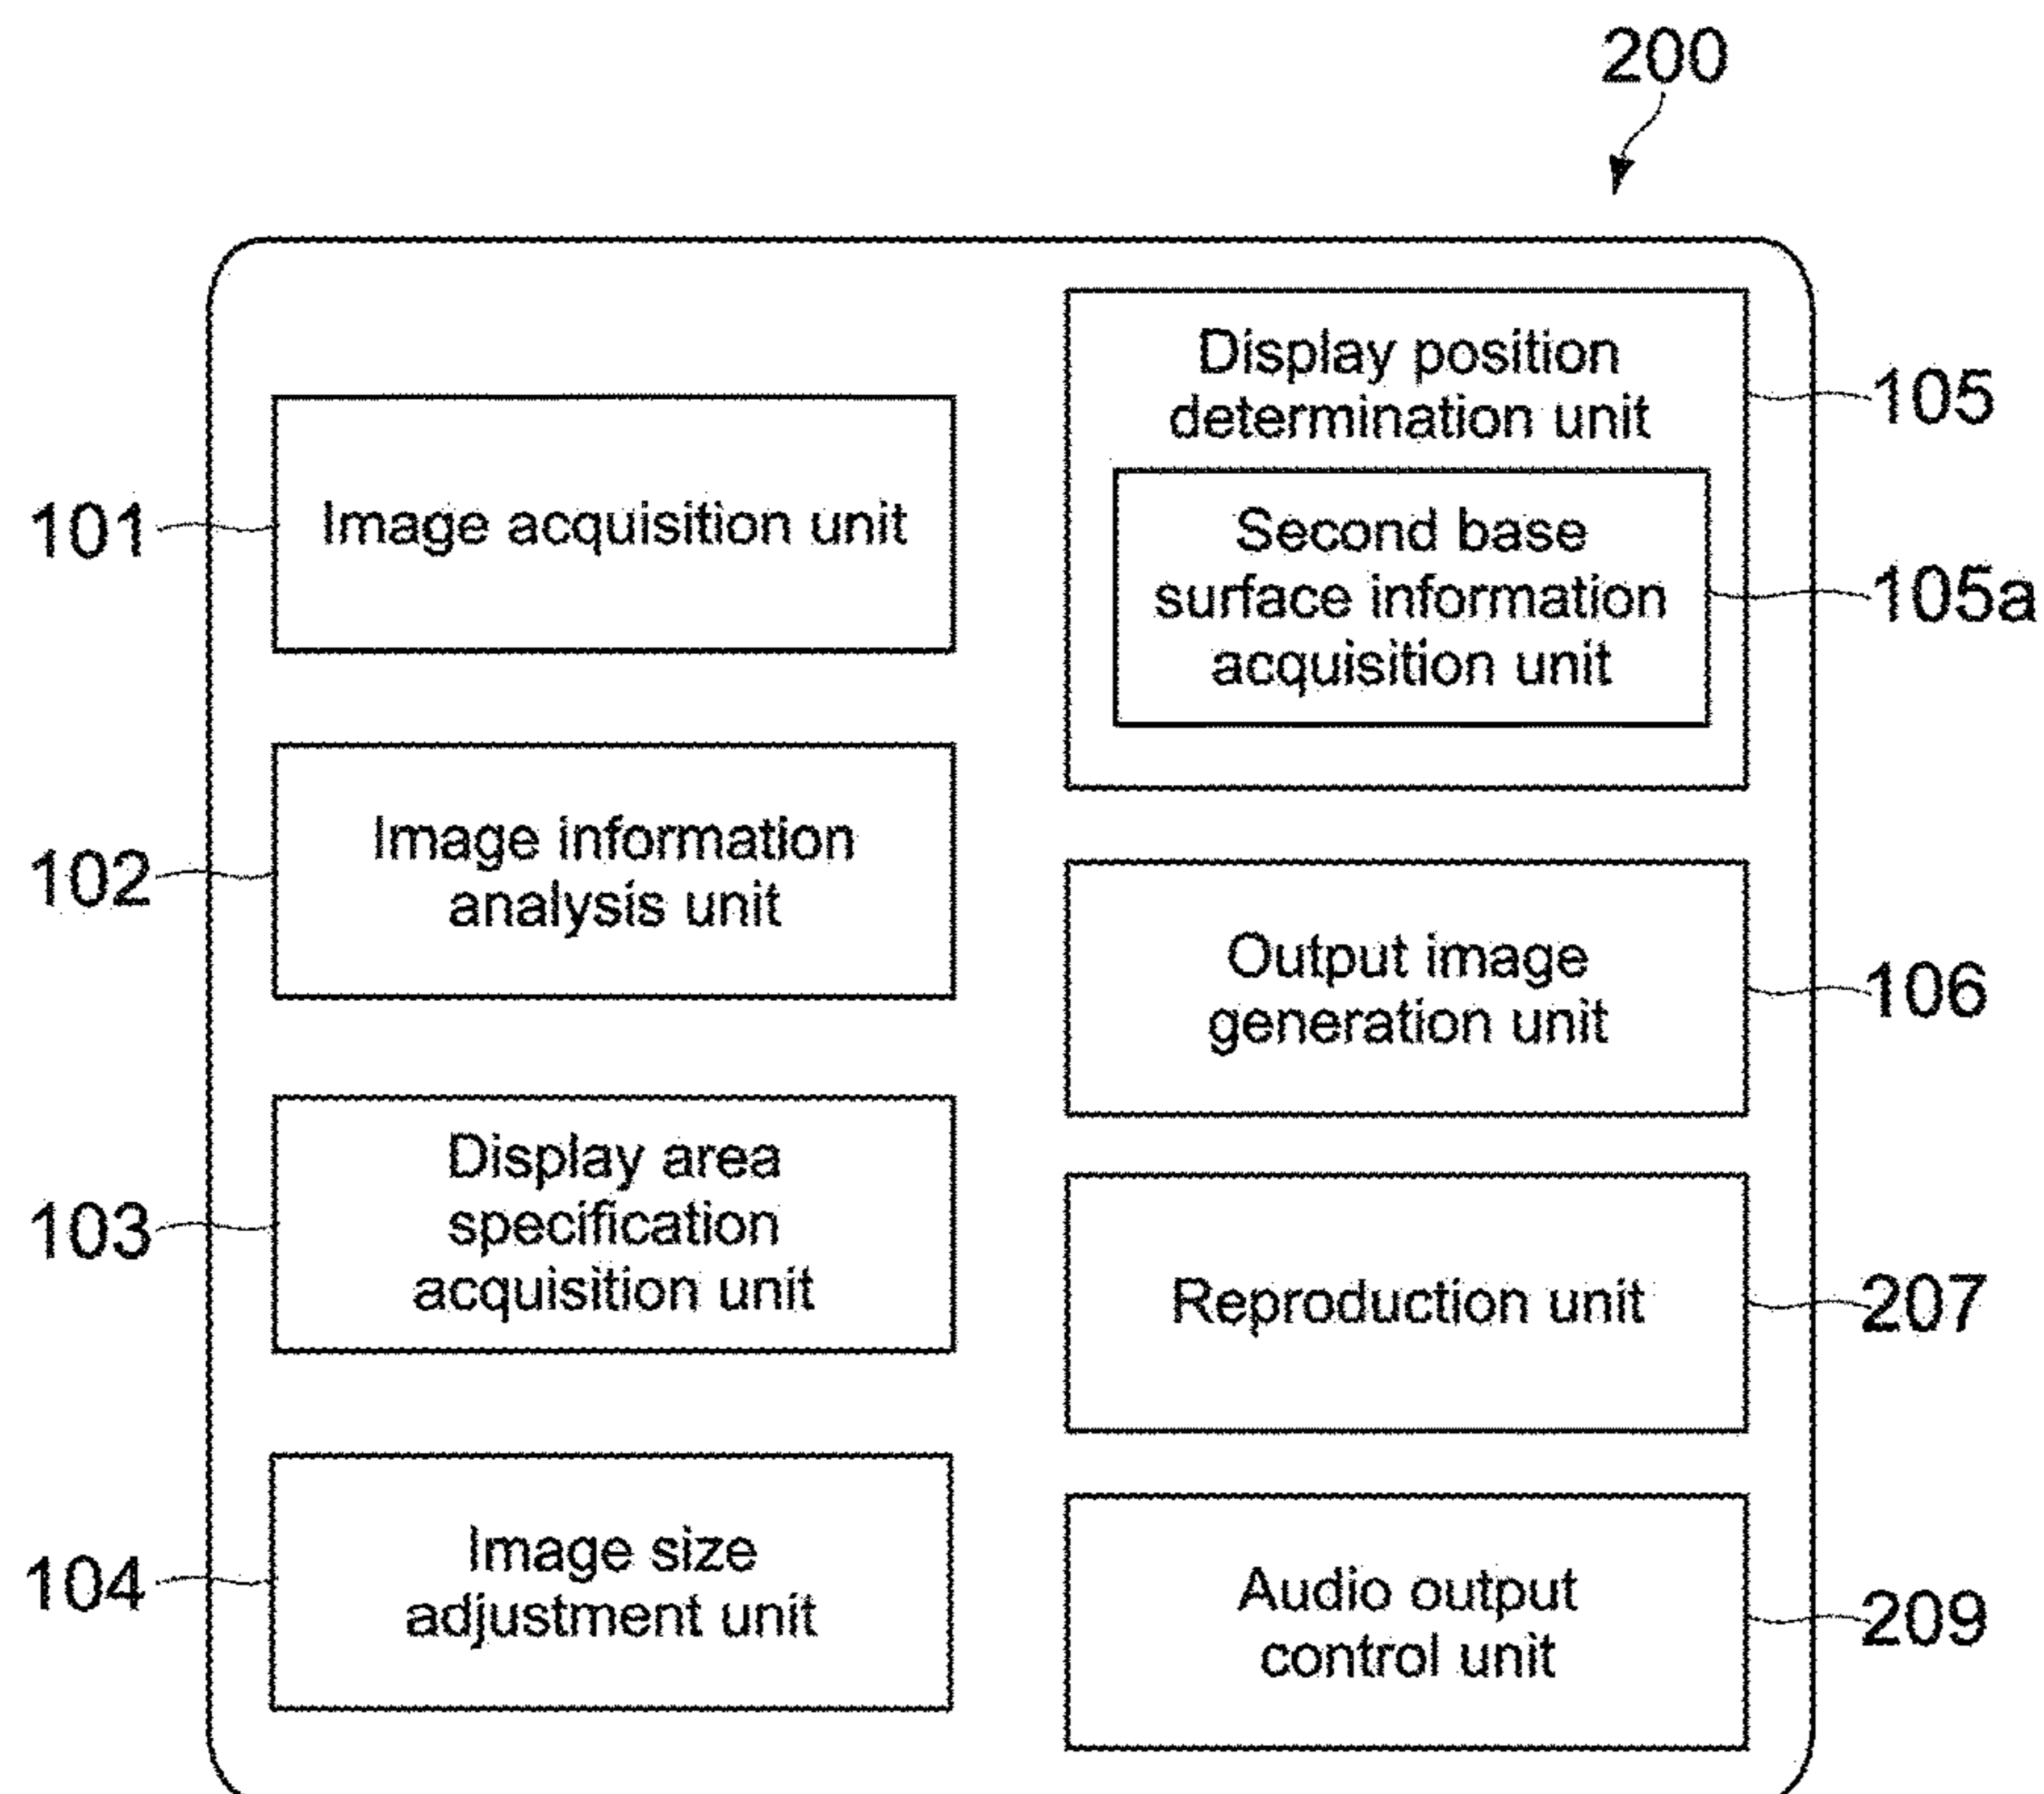 200
101
Image acquisition unit
102
Image information
analysis unit
103
Display area
specification
acquisition unit
104
Image size
adjustment unit
Display position
determination unit
105
Second base
surface information
acquisition unit
105a
Output image
generation unit
106
Reproduction unit
207
Audio output
control unit
209